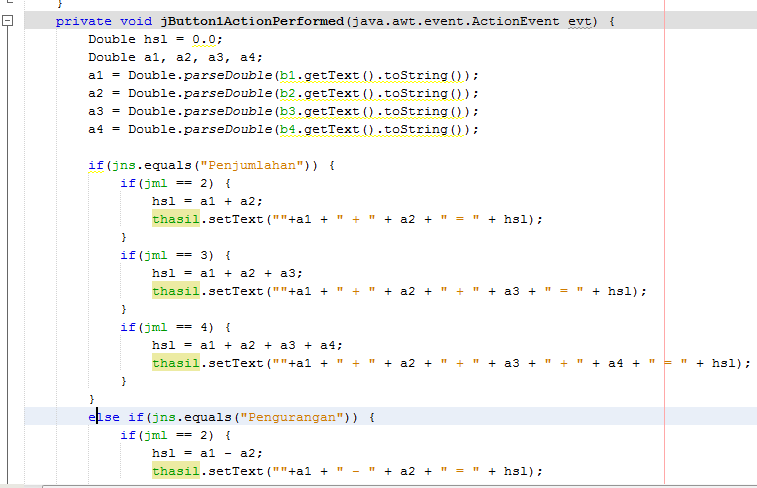 }
private void jButton1ActionPerformed(java.awt.event.ActionEvent evt) {
Double hsl = 0.0;
Double a1, a2, a3, a4;
a1 = Double.parseDouble(b1.getText().toString());
a2 = Double.parseDouble(b2.getText().toString());
a3 = Double.parseDouble(b3.getText().toString());
a4 = Double.parseDouble(b4.getText().toString());
if(jns.equals("Penjumlahan")) {
if(jml == 2) {
hsl = a1 + a2;
thasil.setText(""+a1 + " + " + a2 + " = " + hsl);
}
if(jml == 3) {
hsl = a1 + a2 + a3;
thasil.setText(""+a1 + " + " + a2 + " + " + a3 + " = " + hsl);
}
if(jml == 4) {
hsl = a1 + a2 + a3 + a4;
thasil.setText(""+a1 + " + " + a2 + " + " + a3 + " + " + a4 + " = " + hsl);
}
}
else if(jns.equals("Pengurangan")) {
if(jml == 2) {
hsl = a1 - a2;
thasil.setText(""+a1 + " - " + a2 + " = " + hsl);